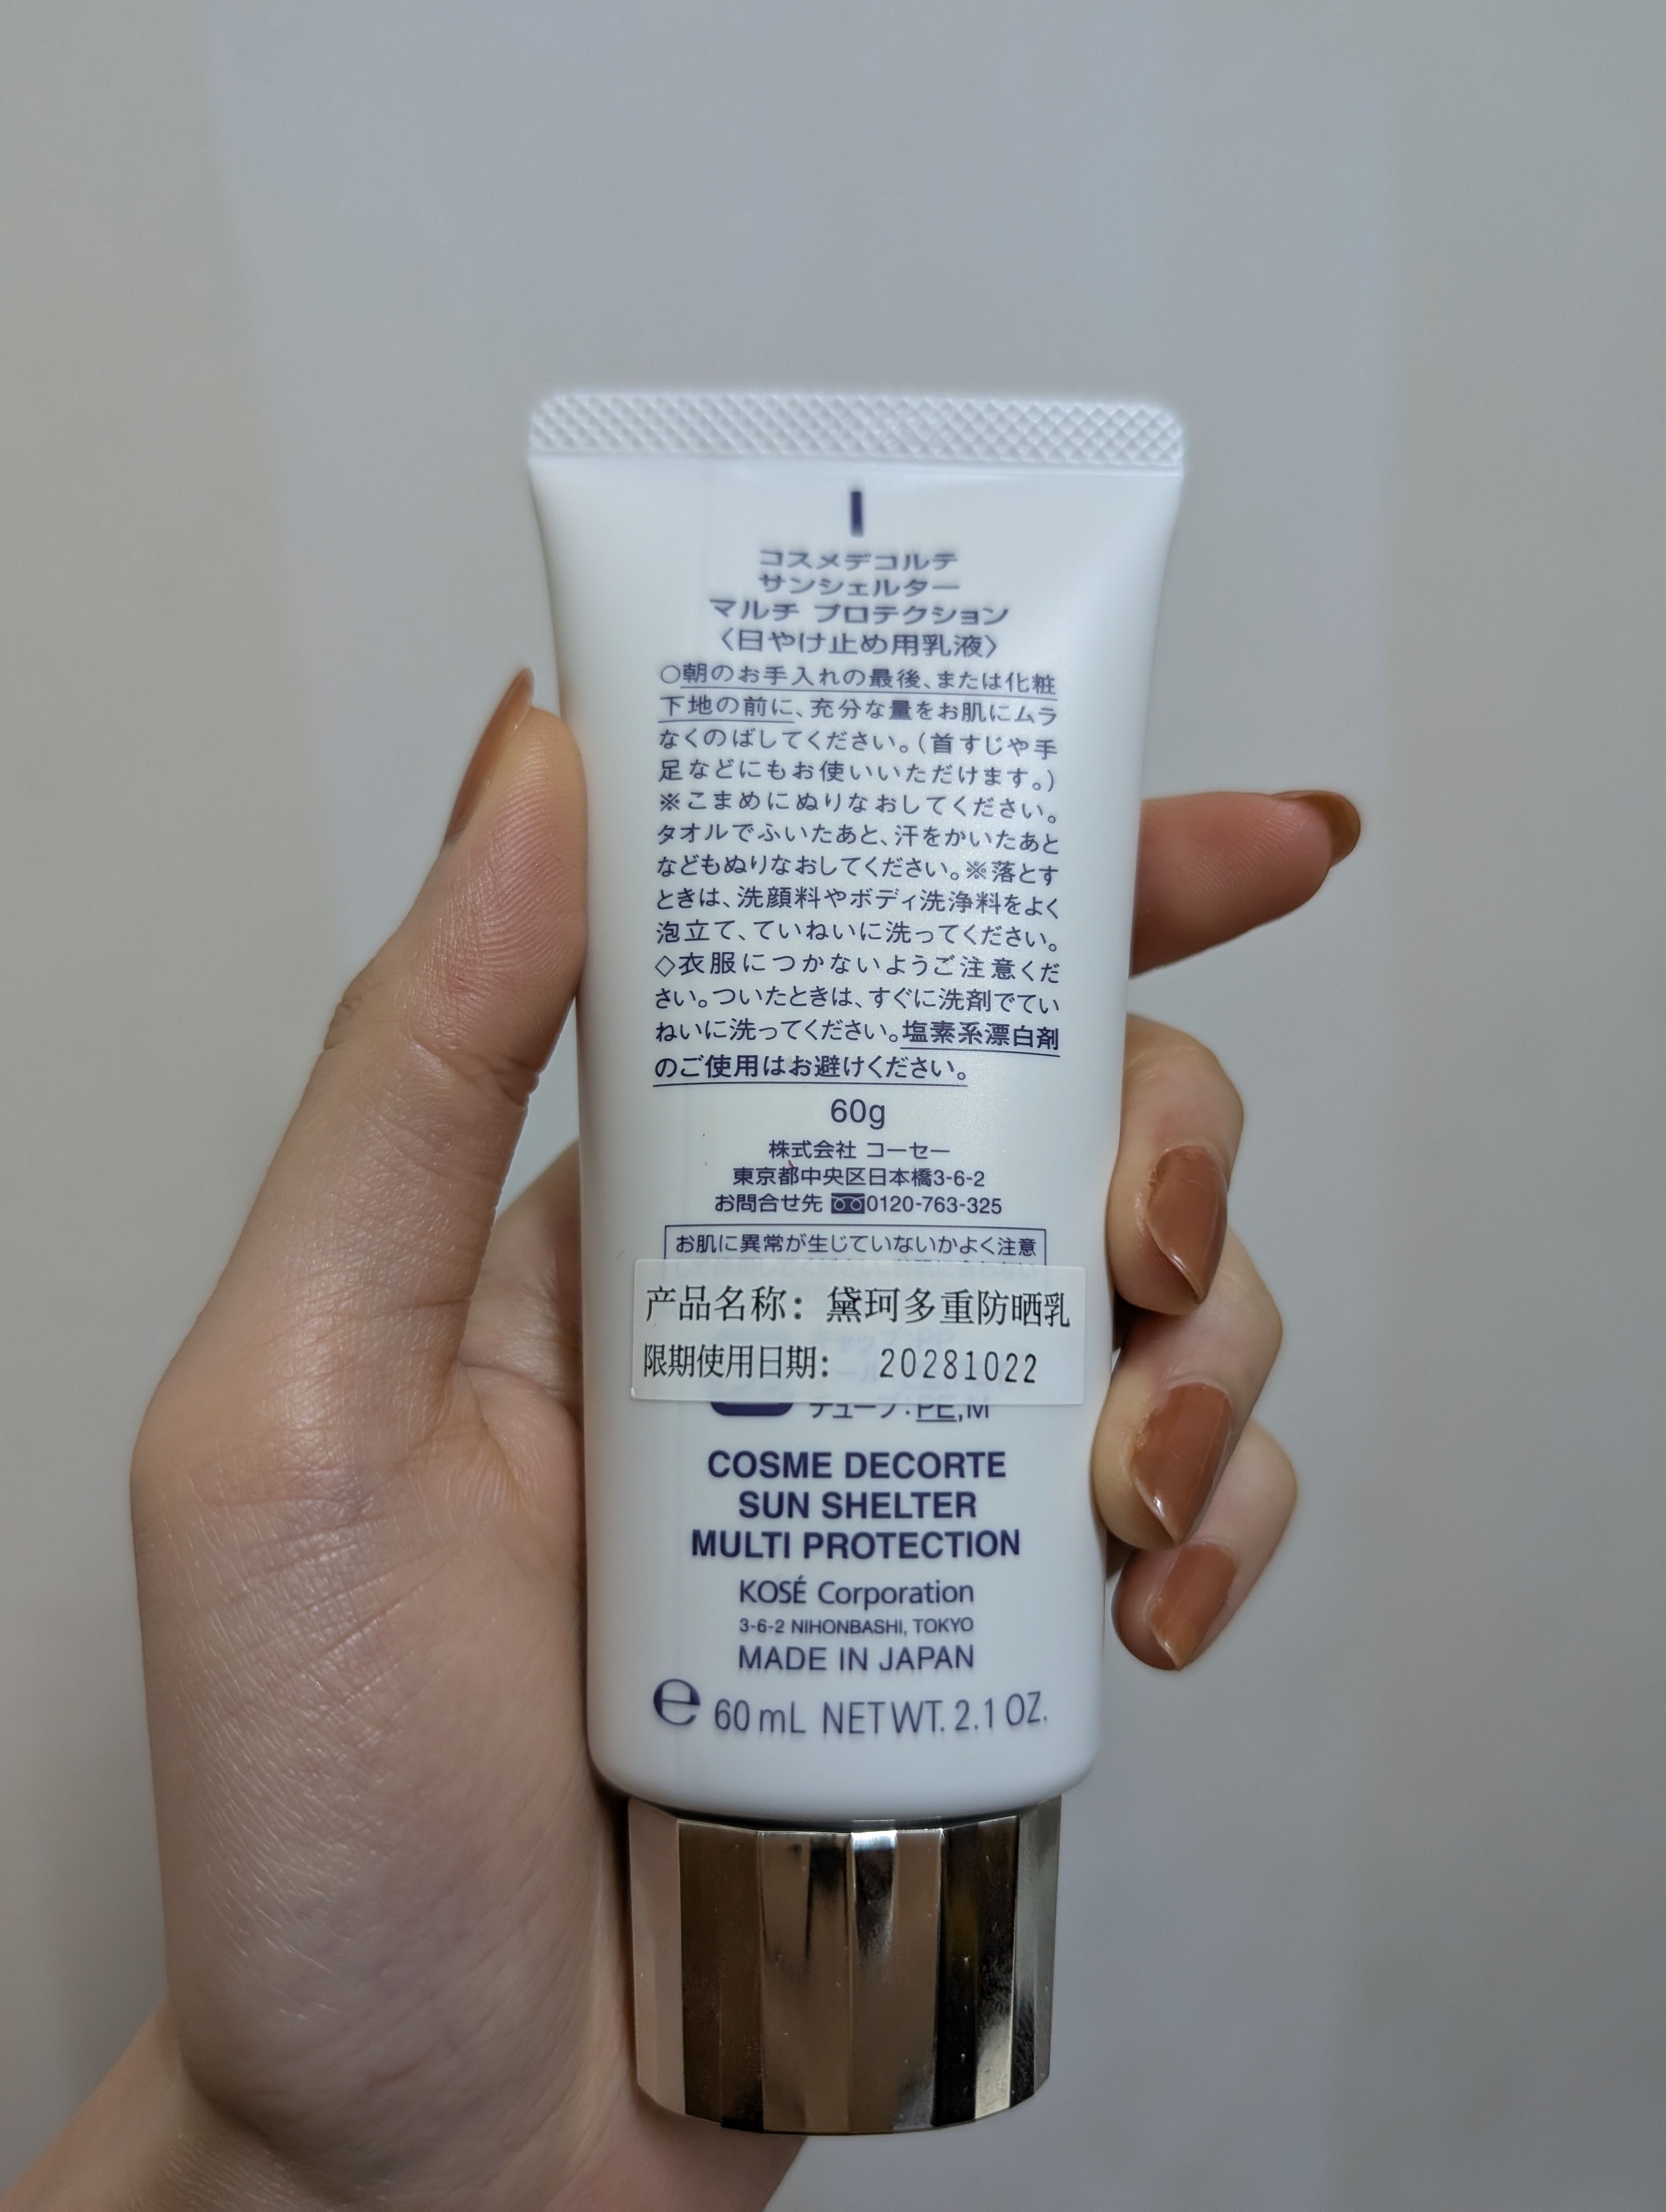 コスメデコルテ
サンシェルター
マルチ プロテクション
〈日やけ止め用乳液〉
○朝のお手入れの最後、または化粧
下地の前に、充分な量をお肌にムラ
なくのばしてください。(首すじや手
足などにもお使いいただけます。)
※こまめにぬりなおしてください。
タオルでふいたあと、汗をかいたあと
などもぬりなおしてください。※落とす
ときは、洗顔料やボディ洗浄料をよく
泡立て、ていねいに洗ってください。
◇衣服につかないようご注意くだ
さい。ついたときは、すぐに洗剤でてい
ねいに洗ってください。塩素系漂白剤
のご使用はお避けください。
60g
株式会社 コーセー
東京都中央区日本橋3-6-2
お問合せ先 0120-763-325
お肌に異常が生じていないかよく注意
产品名称：黛珂多重防晒乳
限期使用日期： 20281022
チューブ：PE,M
COSME DECORTE
SUN SHELTER
MULTI PROTECTION
KOSÉ Corporation
3-6-2 NIHONBASHI, TOKYO
MADE IN JAPAN
℮ 60 mL NET WT. 2.1 OZ.